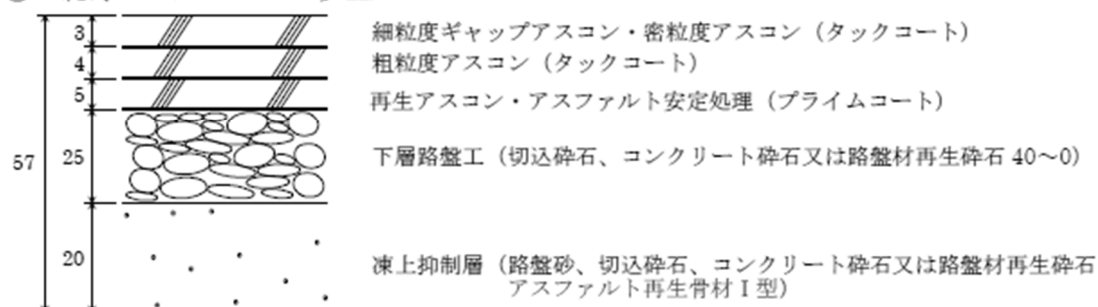 3
細粒度ギャップアスコン・密粒度アスコン（タックコート）
4
粗粒度アスコン（タックコート）
5
再生アスコン・アスファルト安定処理（プライムコート）
57
25
下層路盤工（切込砕石、コンクリート砕石又は路盤材再生砕石 40～0）
20
凍上抑制層（路盤砂、切込砕石、コンクリート砕石又は路盤材再生砕石
アスファルト再生骨材Ⅰ型）